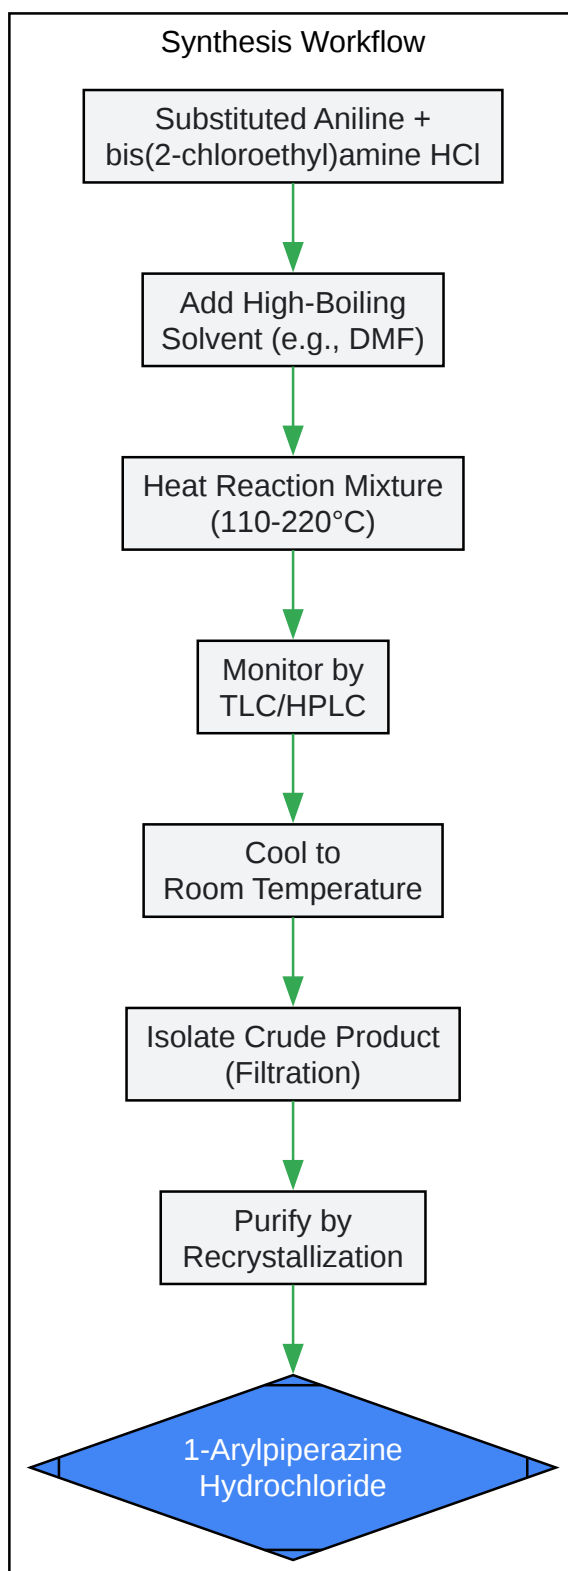 Synthesis Workflow
Substituted Aniline +
bis(2-chloroethyl)amine HCl
Add High-Boiling
Solvent (e.g., DMF)
Heat Reaction Mixture
(110-220°C)
Monitor by
TLC/HPLC
Cool to
Room Temperature
Isolate Crude Product
(Filtration)
Purify by
Recrystallization
1-Arylpiperazine
Hydrochloride